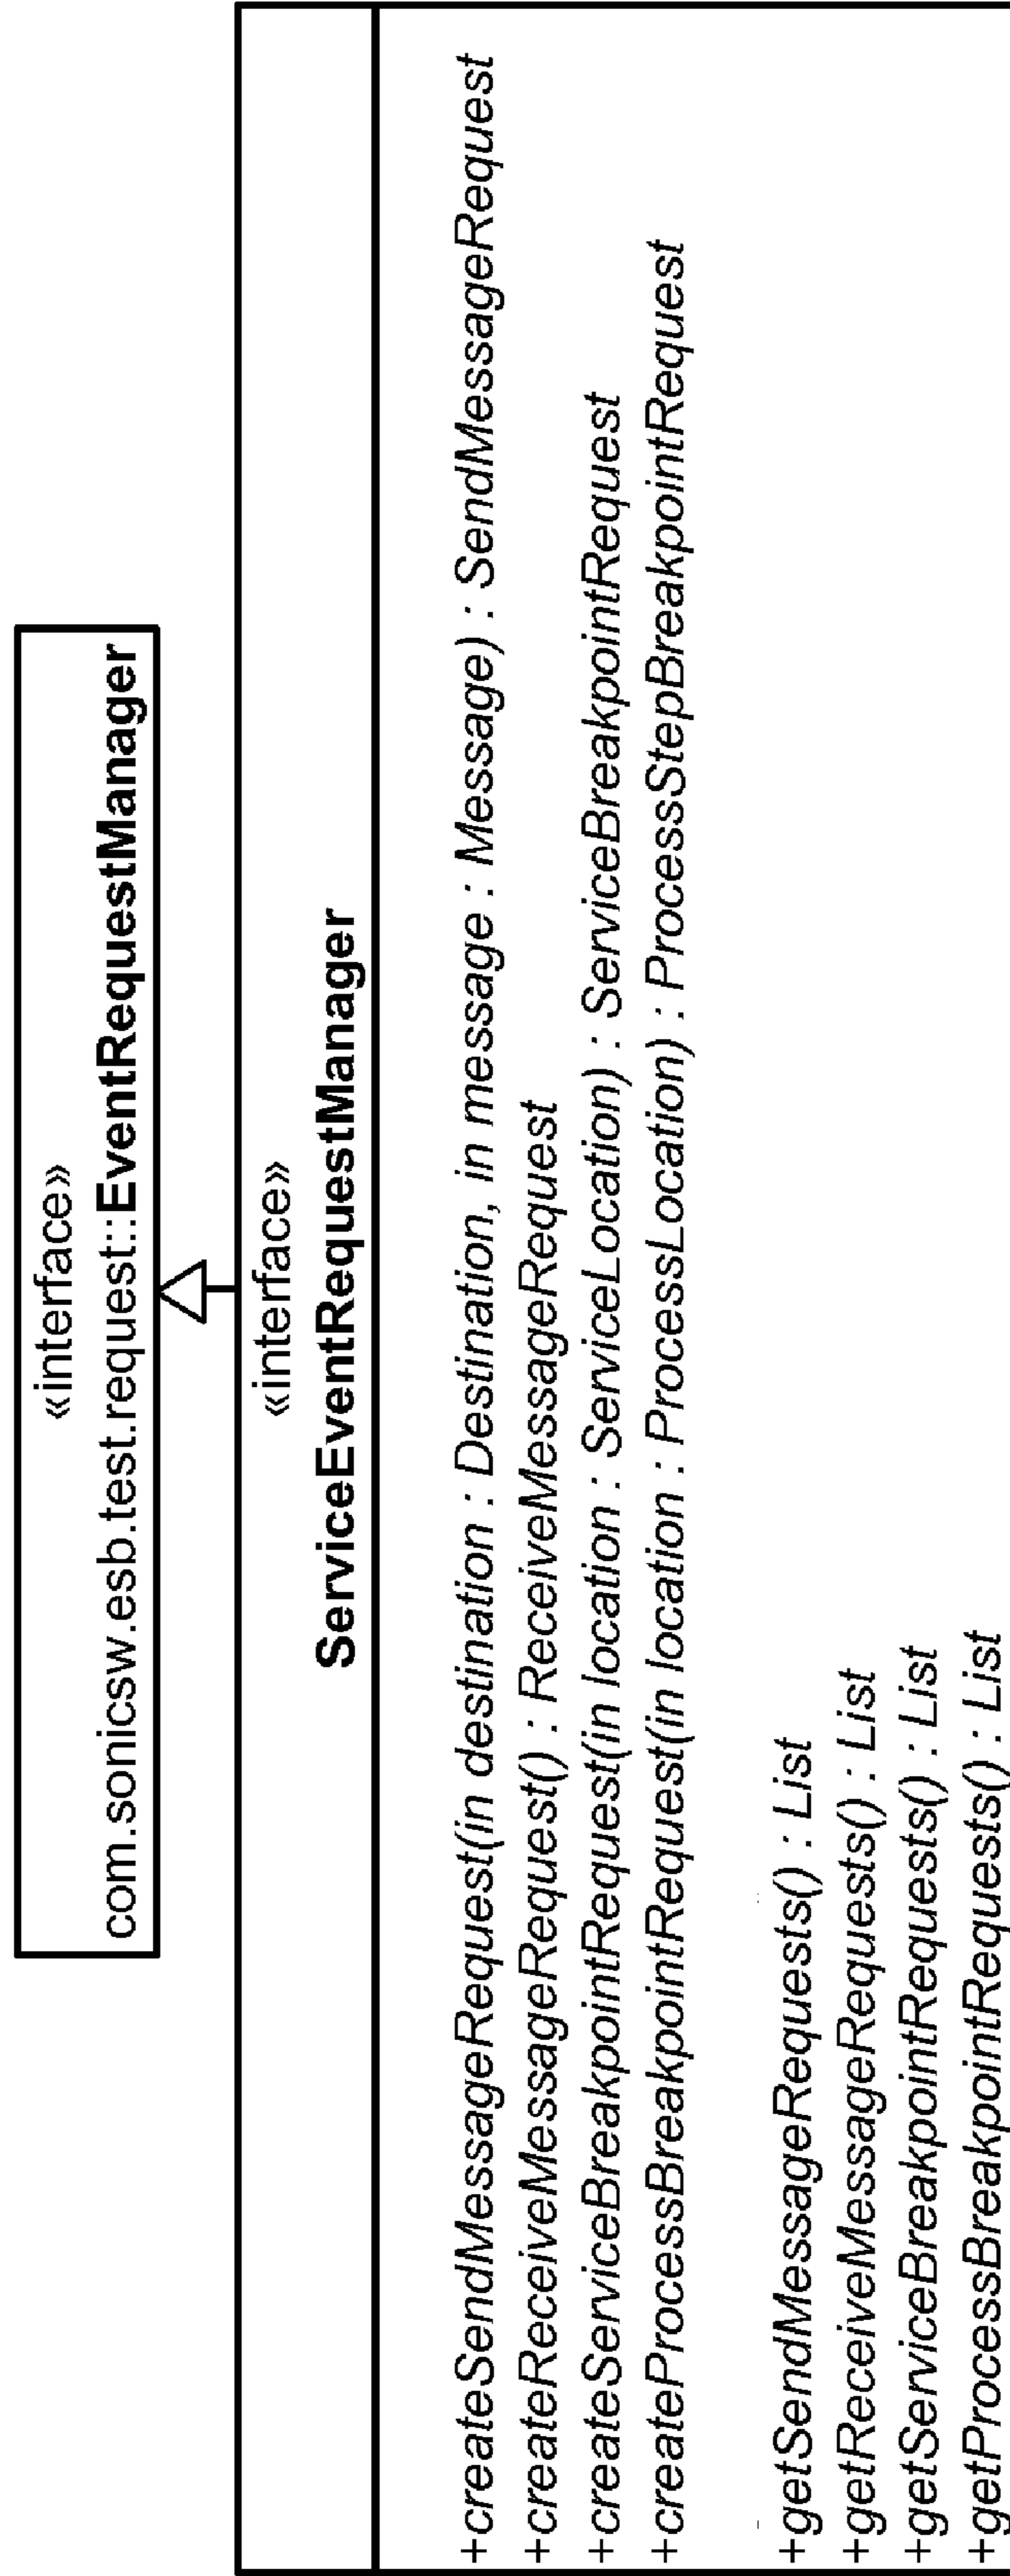 «interface»
com.sonicsw.esb.test.request::EventRequestManager
«interface»
ServiceEventRequestManager
+createSendMessageRequest(in destination : Destination, in message : Message) : SendMessageRequest
+createReceiveMessageRequest() : ReceiveMessageRequest
+createServiceBreakpointRequest(in location : ServiceLocation) : ServiceBreakpointRequest
+createProcessBreakpointRequest(in location : ProcessLocation) : ProcessStepBreakpointRequest
+getSendMessageRequests() : List
+getReceiveMessageRequests() : List
+getServiceBreakpointRequests() : List
+getProcessBreakpointRequests() : List